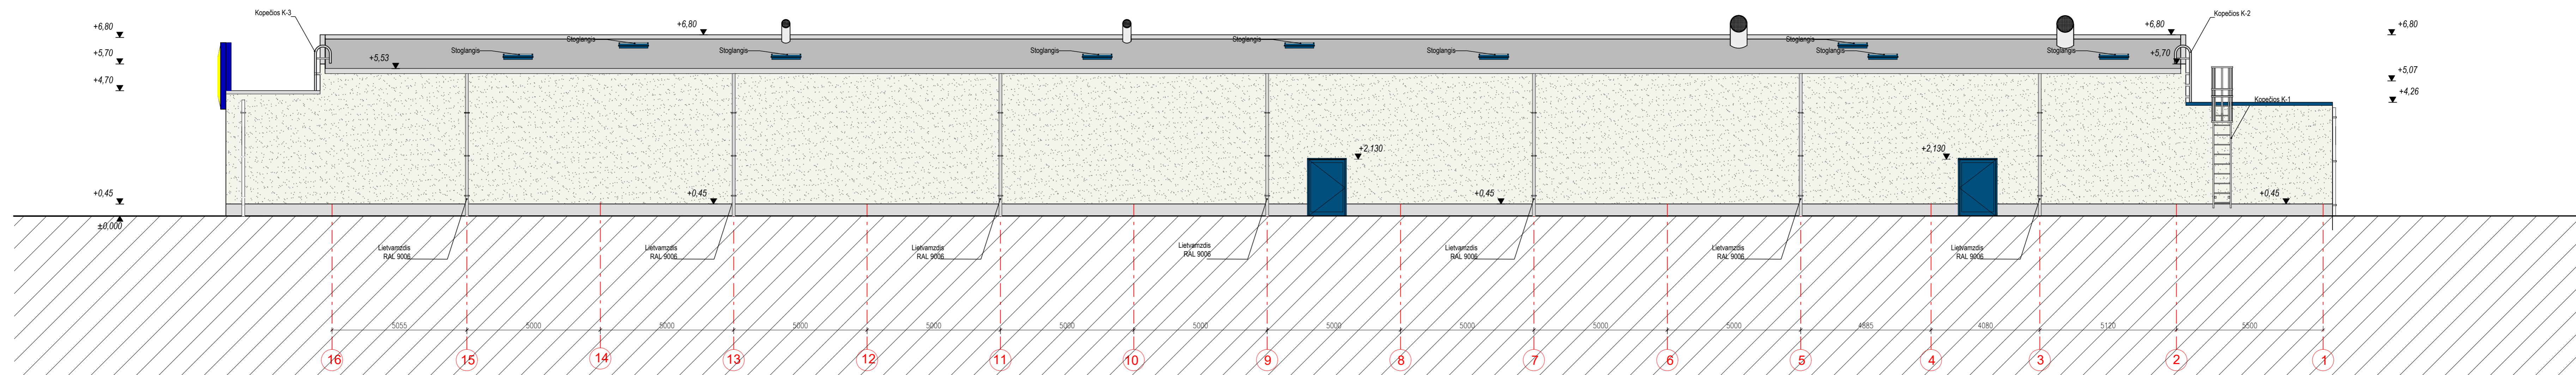 Kopečios K-3
Kopečios K-2
+6,80
+6,80
+6,80
+6,80
Stoglangis
Stoglangis
Stoglangis
Stoglangis
Stoglangis
Stoglangis
Stoglangis
Stoglangis
Stoglangis
+5,70
+5,53
+5,70
+4,70
+5,07
+4,26
Kopečios K-1
+2,130
+2,130
+0,45
+0,45
+0,45
+0,45
±0,000
Lietvamzdis
RAL 9006
Lietvamzdis
RAL 9006
Lietvamzdis
RAL 9006
Lietvamzdis
RAL 9006
Lietvamzdis
RAL 9006
Lietvamzdis
RAL 9006
Lietvamzdis
RAL 9006
5055 5000 5000 5000 5000 5000 5000 5000 5000 5000 5000 4885 4080 5120 5500
16 15 14 13 12 11 10 9 8 7 6 5 4 3 2 1